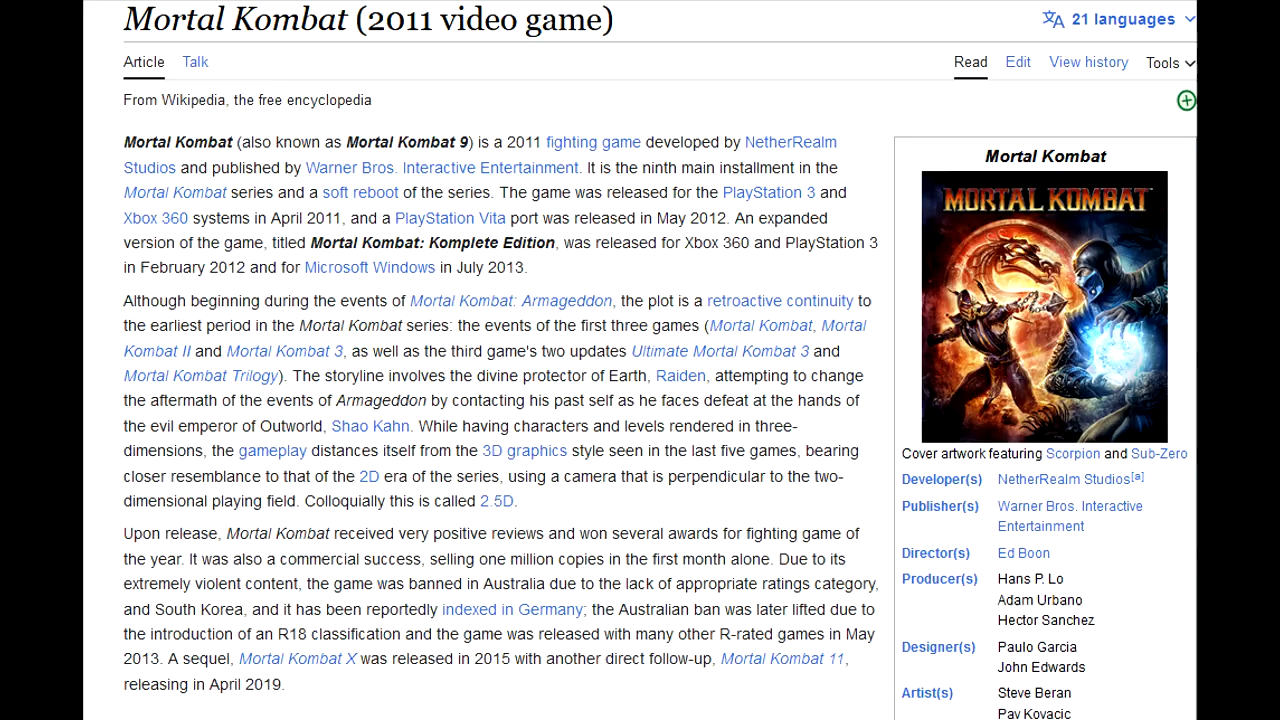 Mortal Kombat (2011 video game)
21 languages
Article
Talk
Read
Edit
View history
Tools
From Wikipedia, the free encyclopedia
Mortal Kombat (also known as Mortal Kombat 9) is a 2011 fighting game developed by NetherRealm
Studios and published by Warner Bros. Interactive Entertainment. It is the ninth main installment in the
Mortal Kombat series and a soft reboot of the series. The game was released for the PlayStation 3 and
Xbox 360 systems in April 2011, and a PlayStation Vita port was released in May 2012. An expanded
version of the game, titled Mortal Kombat: Komplete Edition, was released for Xbox 360 and PlayStation 3
in February 2012 and for Microsoft Windows in July 2013.
Although beginning during the events of Mortal Kombat: Armageddon, the plot is a retroactive continuity to
the earliest period in the Mortal Kombat series: the events of the first three games (Mortal Kombat, Mortal
Kombat II and Mortal Kombat 3, as well as the third game's two updates Ultimate Mortal Kombat 3 and
Mortal Kombat Trilogy). The storyline involves the divine protector of Earth, Raiden, attempting to change
the aftermath of the events of Armageddon by contacting his past self as he faces defeat at the hands of
the evil emperor of Outworld, Shao Kahn. While having characters and levels rendered in three-
dimensions, the gameplay distances itself from the 3D graphics style seen in the last five games, bearing
closer resemblance to that of the 2D era of the series, using a camera that is perpendicular to the two-
dimensional playing field. Colloquially this is called 2.5D.
Upon release, Mortal Kombat received very positive reviews and won several awards for fighting game of
the year. It was also a commercial success, selling one million copies in the first month alone. Due to its
extremely violent content, the game was banned in Australia due to the lack of appropriate ratings category,
and South Korea, and it has been reportedly indexed in Germany; the Australian ban was later lifted due to
the introduction of an R18 classification and the game was released with many other R-rated games in May
2013. A sequel, Mortal Kombat X was released in 2015 with another direct follow-up, Mortal Kombat 11,
releasing in April 2019.
Mortal Kombat
MORTAL KOMBAT
Cover artwork featuring Scorpion and Sub-Zero
Developer(s) NetherRealm Studios[a]
Publisher(s) Warner Bros. Interactive
Entertainment
Director(s) Ed Boon
Producer(s) Hans P. Lo
Adam Urbano
Hector Sanchez
Designer(s) Paulo Garcia
John Edwards
Artist(s) Steve Beran
Pav Kovacic